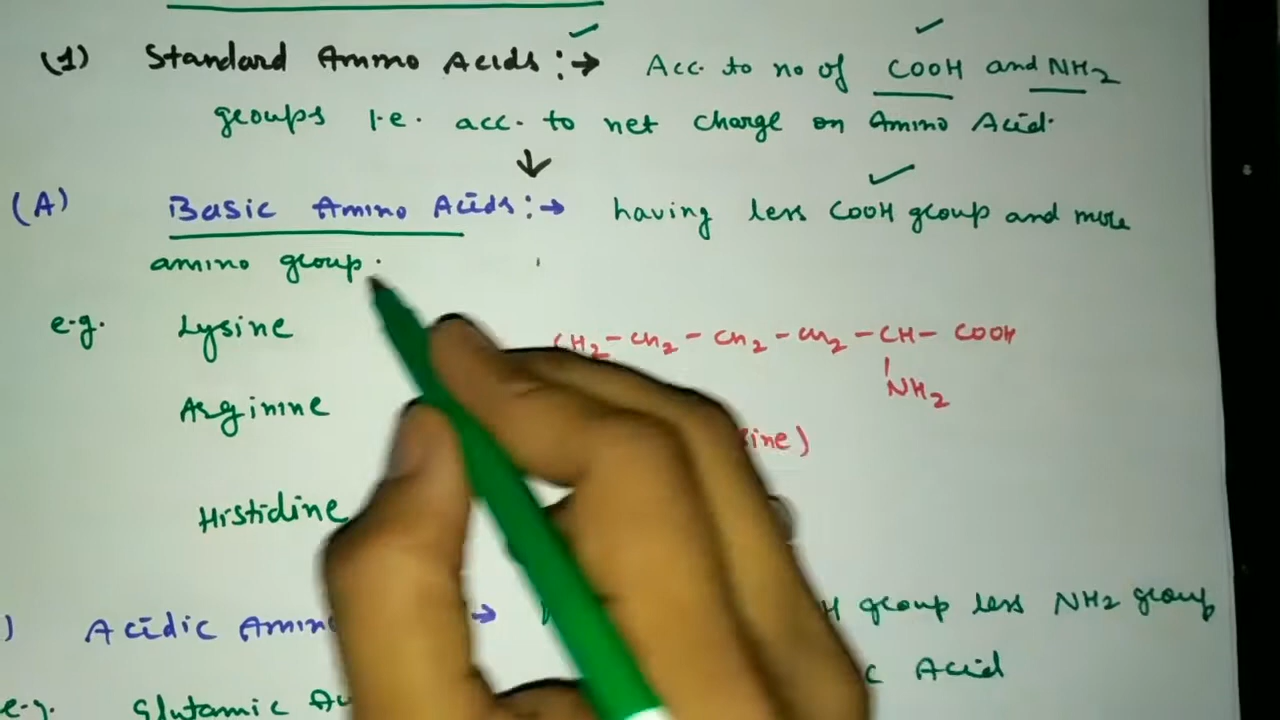 (1) Standard Amino Acids :→ Acc. to no of COOH and NH2
groups i.e. acc. to net charge on Amino Acid.
(A) Basic Amino Acids :→ having less COOH group and more
amino group.
e.g. Lysine
CH2-CH2-CH2-CH2-CH-COOH
NH2
Arginine
Histidine
Acidic → group less NH2 group
Acid
e.g. Glutamic